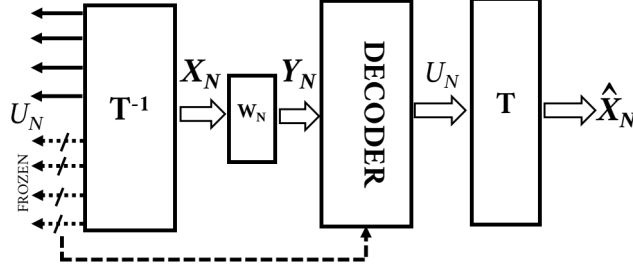 U_N
FROZEN
T⁻¹
X_N
W_N
Y_N
DECODER
U_N
T
X̂_N